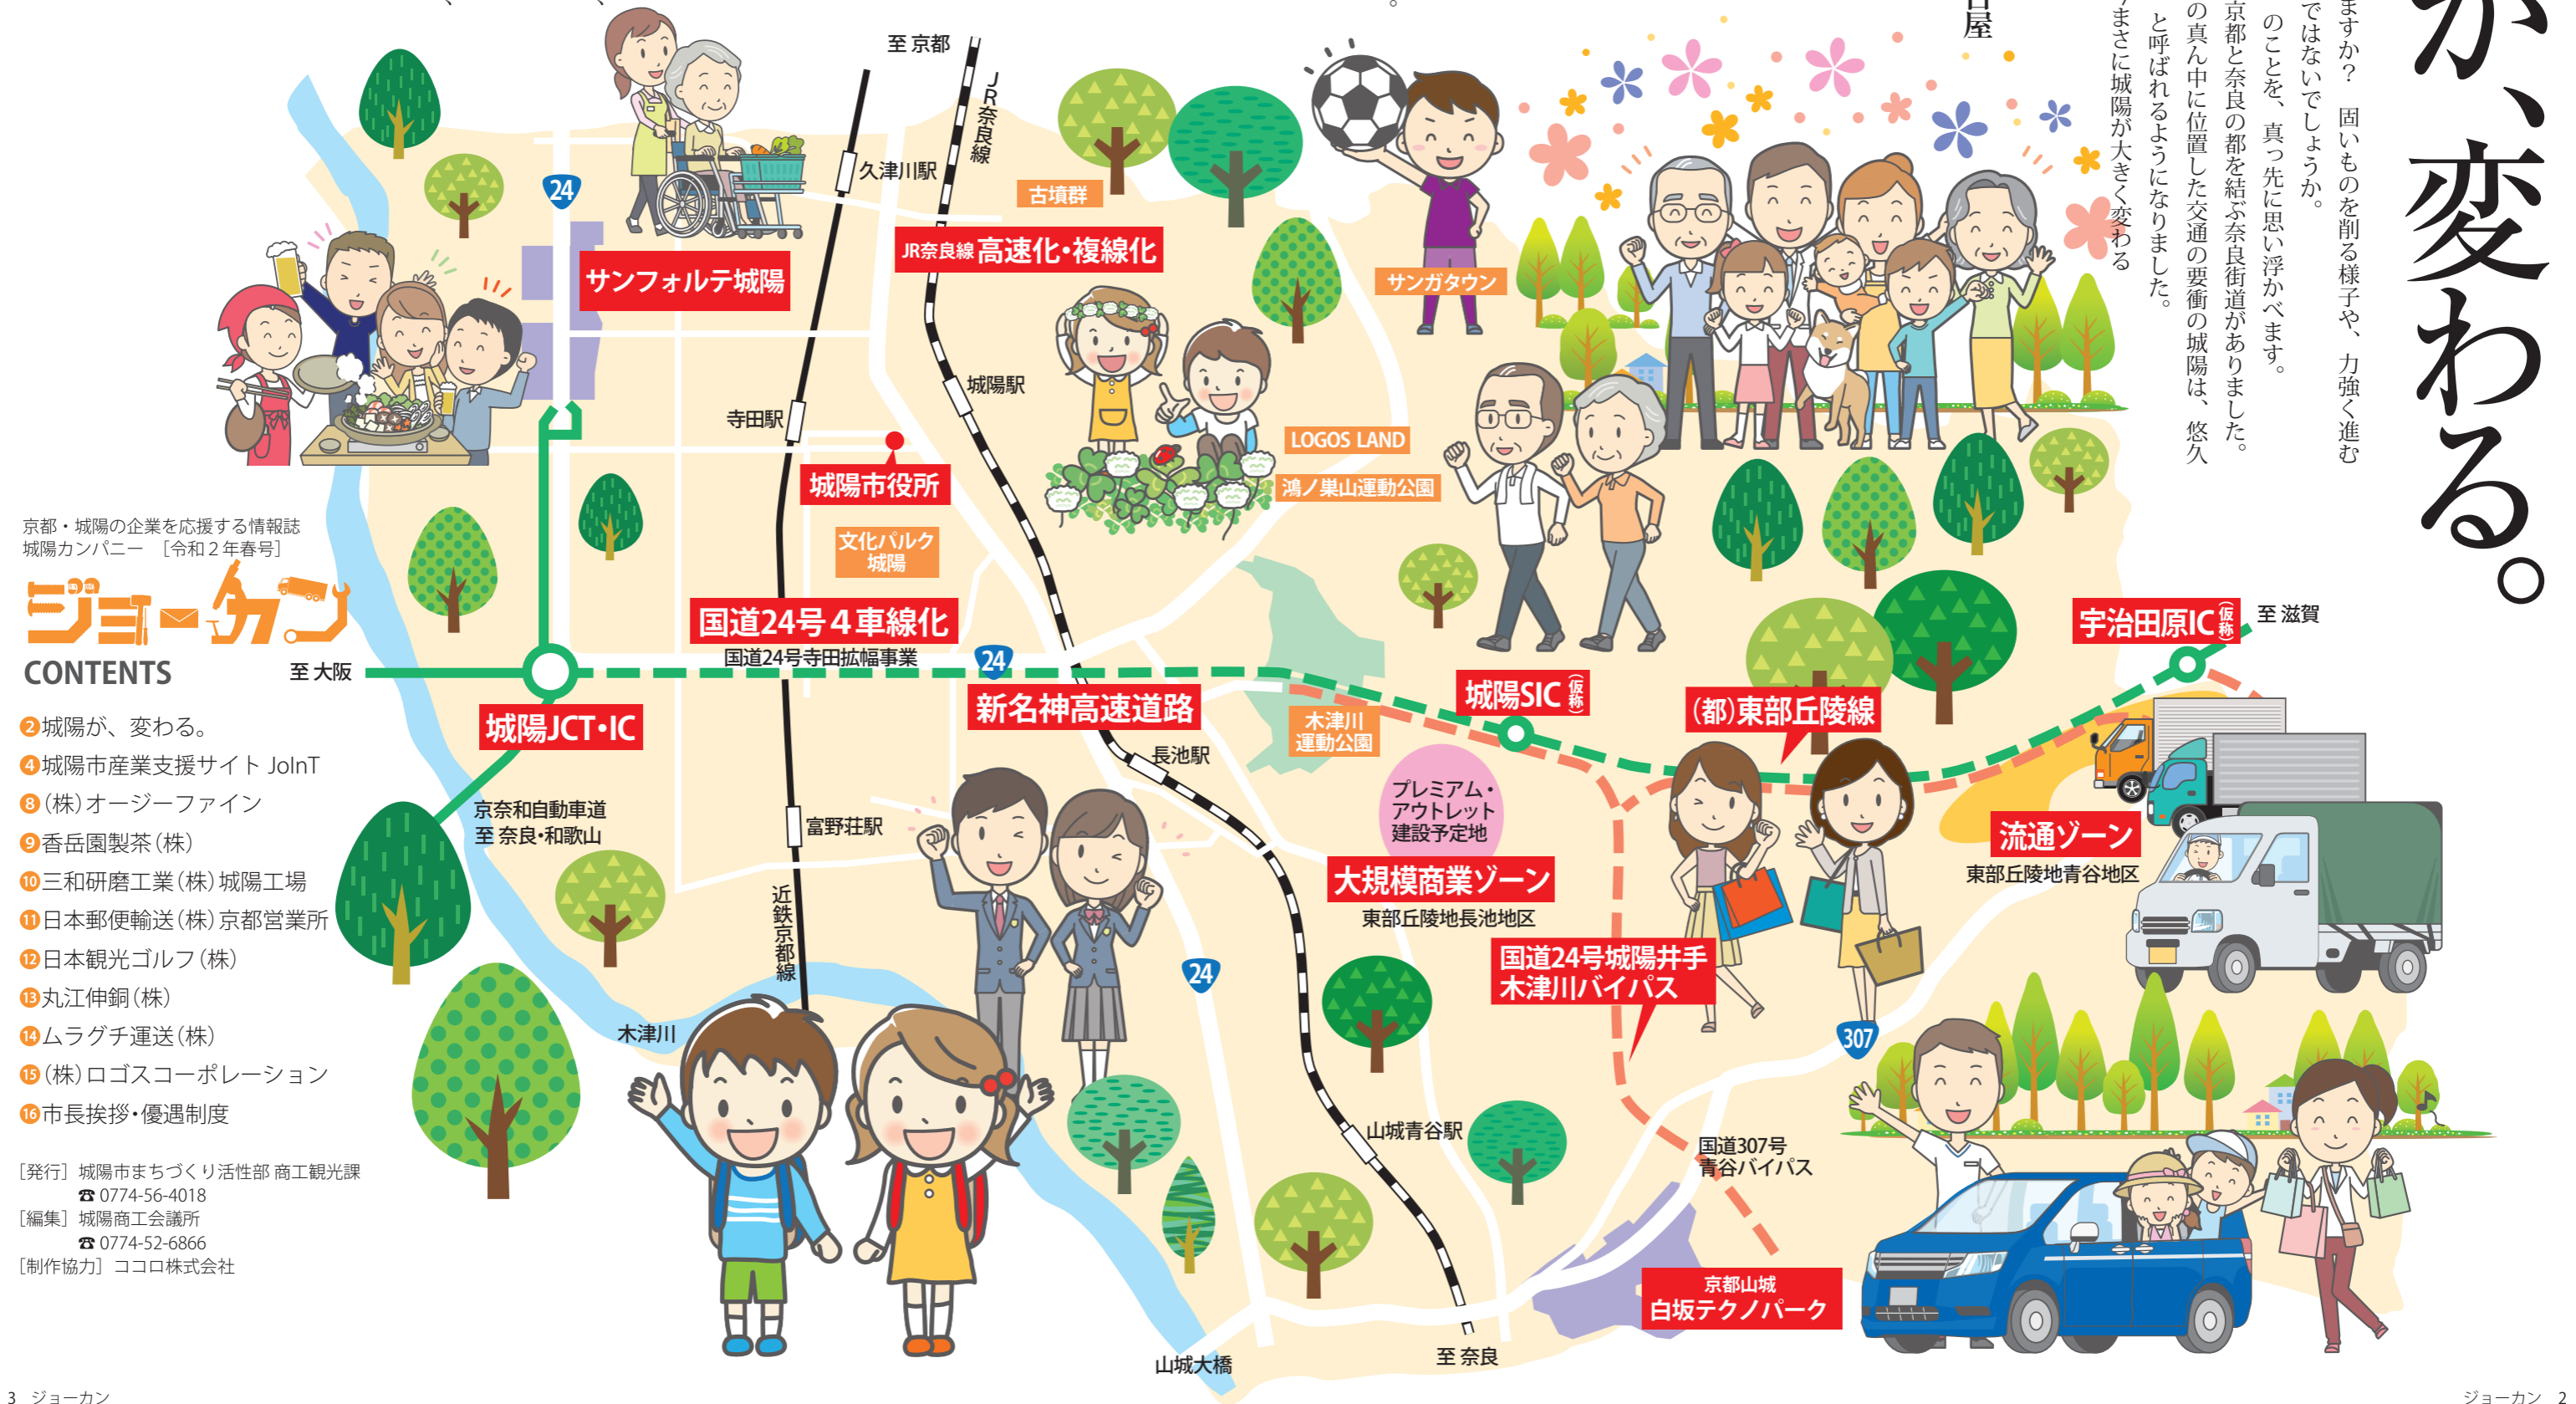 が、変わる。
ますか？　固いものを削る様子や、力強く進む
ではないでしょうか。
のことを、真っ先に思い浮かべます。
京都と奈良の都を結ぶ奈良街道がありました。
の真ん中に位置した交通の要衝の城陽は、悠久
と呼ばれるようになりました。
まさに城陽が大きく変わる
屋
至 京都
JR奈良線
久津川駅
24
古墳群
サンフォルテ城陽
JR奈良線 高速化・複線化
サンガタウン
城陽駅
寺田駅
LOGOS LAND
城陽市役所
鴻ノ巣山運動公園
文化パルク
城陽
国道24号４車線化
国道24号寺田拡幅事業
24
至 大阪
城陽JCT・IC
新名神高速道路
木津川
運動公園
城陽SIC（仮称）
(都)東部丘陵線
宇治田原IC（仮称）
至 滋賀
長池駅
京奈和自動車道
至 奈良・和歌山
富野荘駅
近鉄京都線
プレミアム・
アウトレット
建設予定地
大規模商業ゾーン
東部丘陵地長池地区
流通ゾーン
東部丘陵地青谷地区
国道24号城陽井手
木津川バイパス
24
307
木津川
山城青谷駅
国道307号
青谷バイパス
京都山城
白坂テクノパーク
山城大橋
至 奈良
京都・城陽の企業を応援する情報誌
城陽カンパニー　［令和２年春号］
ジョーカン
CONTENTS
2 城陽が、変わる。
4 城陽市産業支援サイト JoInT
8 (株)オージーファイン
9 香岳園製茶(株)
10 三和研磨工業(株)城陽工場
11 日本郵便輸送(株)京都営業所
12 日本観光ゴルフ(株)
13 丸江伸銅(株)
14 ムラグチ運送(株)
15 (株)ロゴスコーポレーション
16 市長挨拶・優遇制度
［発行］城陽市まちづくり活性部 商工観光課
☎ 0774-56-4018
［編集］城陽商工会議所
☎ 0774-52-6866
［制作協力］ココロ株式会社
3　ジョーカン
ジョーカン　2